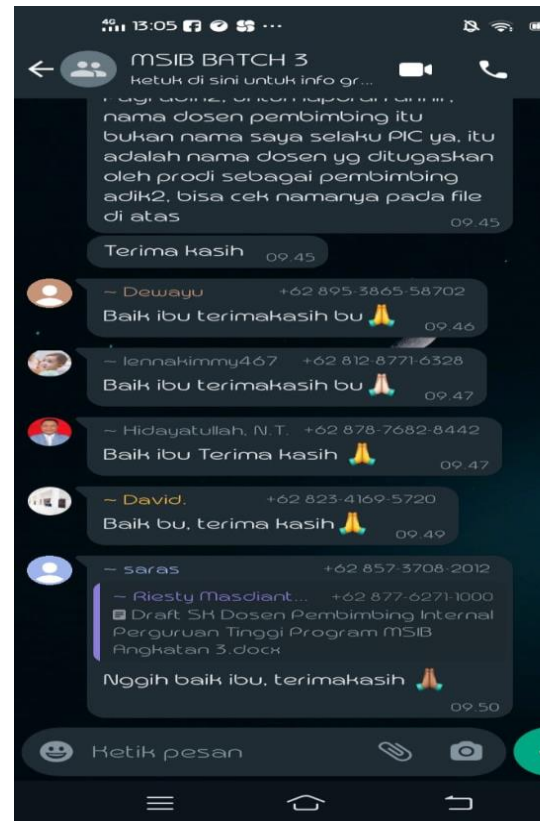 4G 13:05
MSIB BATCH 3
ketuk di sini untuk info gr...
nama dosen pembimbing itu
bukan nama saya selaku PIC ya, itu
adalah nama dosen yg ditugaskan
oleh prodi sebagai pembimbing
adik2, bisa cek namanya pada file
di atas
09.45
Terima kasih 09.45
~ Dewayu +62 895-3865-58702
Baik ibu terimakasih bu 🙏
09.46
~ lennakimmy467 +62 812-8771-6328
Baik ibu terimakasih bu 🙏
09.47
~ Hidayatullah, N.T. +62 878-7682-8442
Baik ibu Terima kasih 🙏
09.47
~ David. +62 823-4169-5720
Baik bu, terima kasih 🙏
09.49
~ saras +62 857-3708-2012
~ Riesty Masdiant... +62 877-6271-1000
Draft SK Dosen Pembimbing Internal
Perguruan Tinggi Program MSIB
Angkatan 3.docx
Nggih baik ibu, terimakasih 🙏
09.50
Ketik pesan